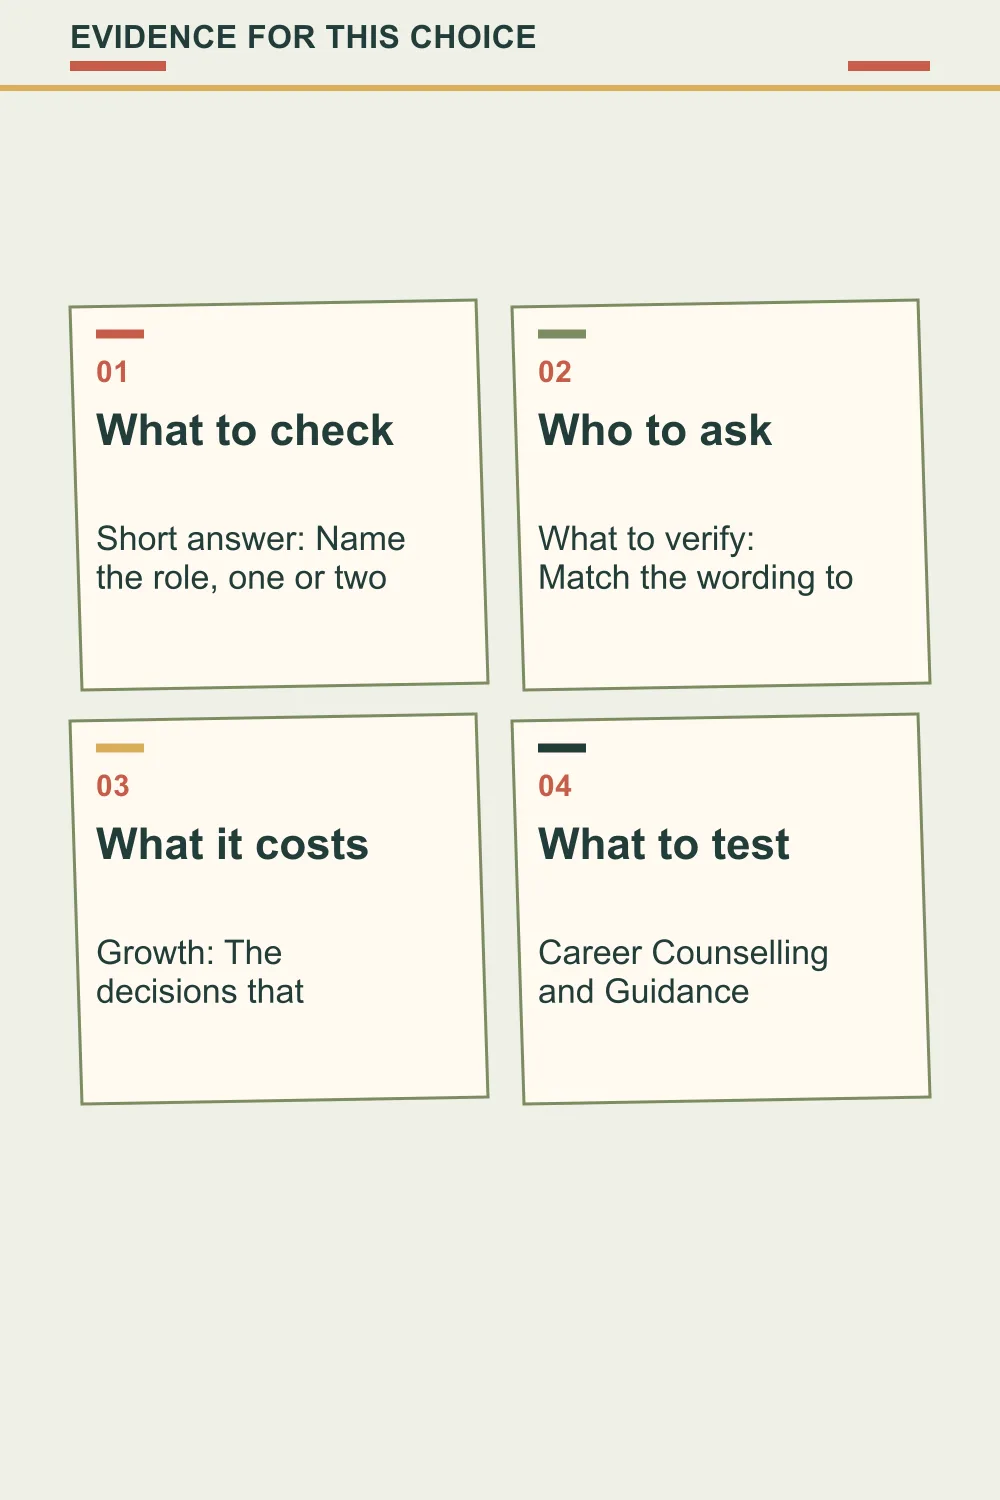 EVIDENCE FOR THIS CHOICE
01
What to check
Short answer: Name
the role, one or two
02
Who to ask
What to verify:
Match the wording to
03
What it costs
Growth: The
decisions that
04
What to test
Career Counselling
and Guidance